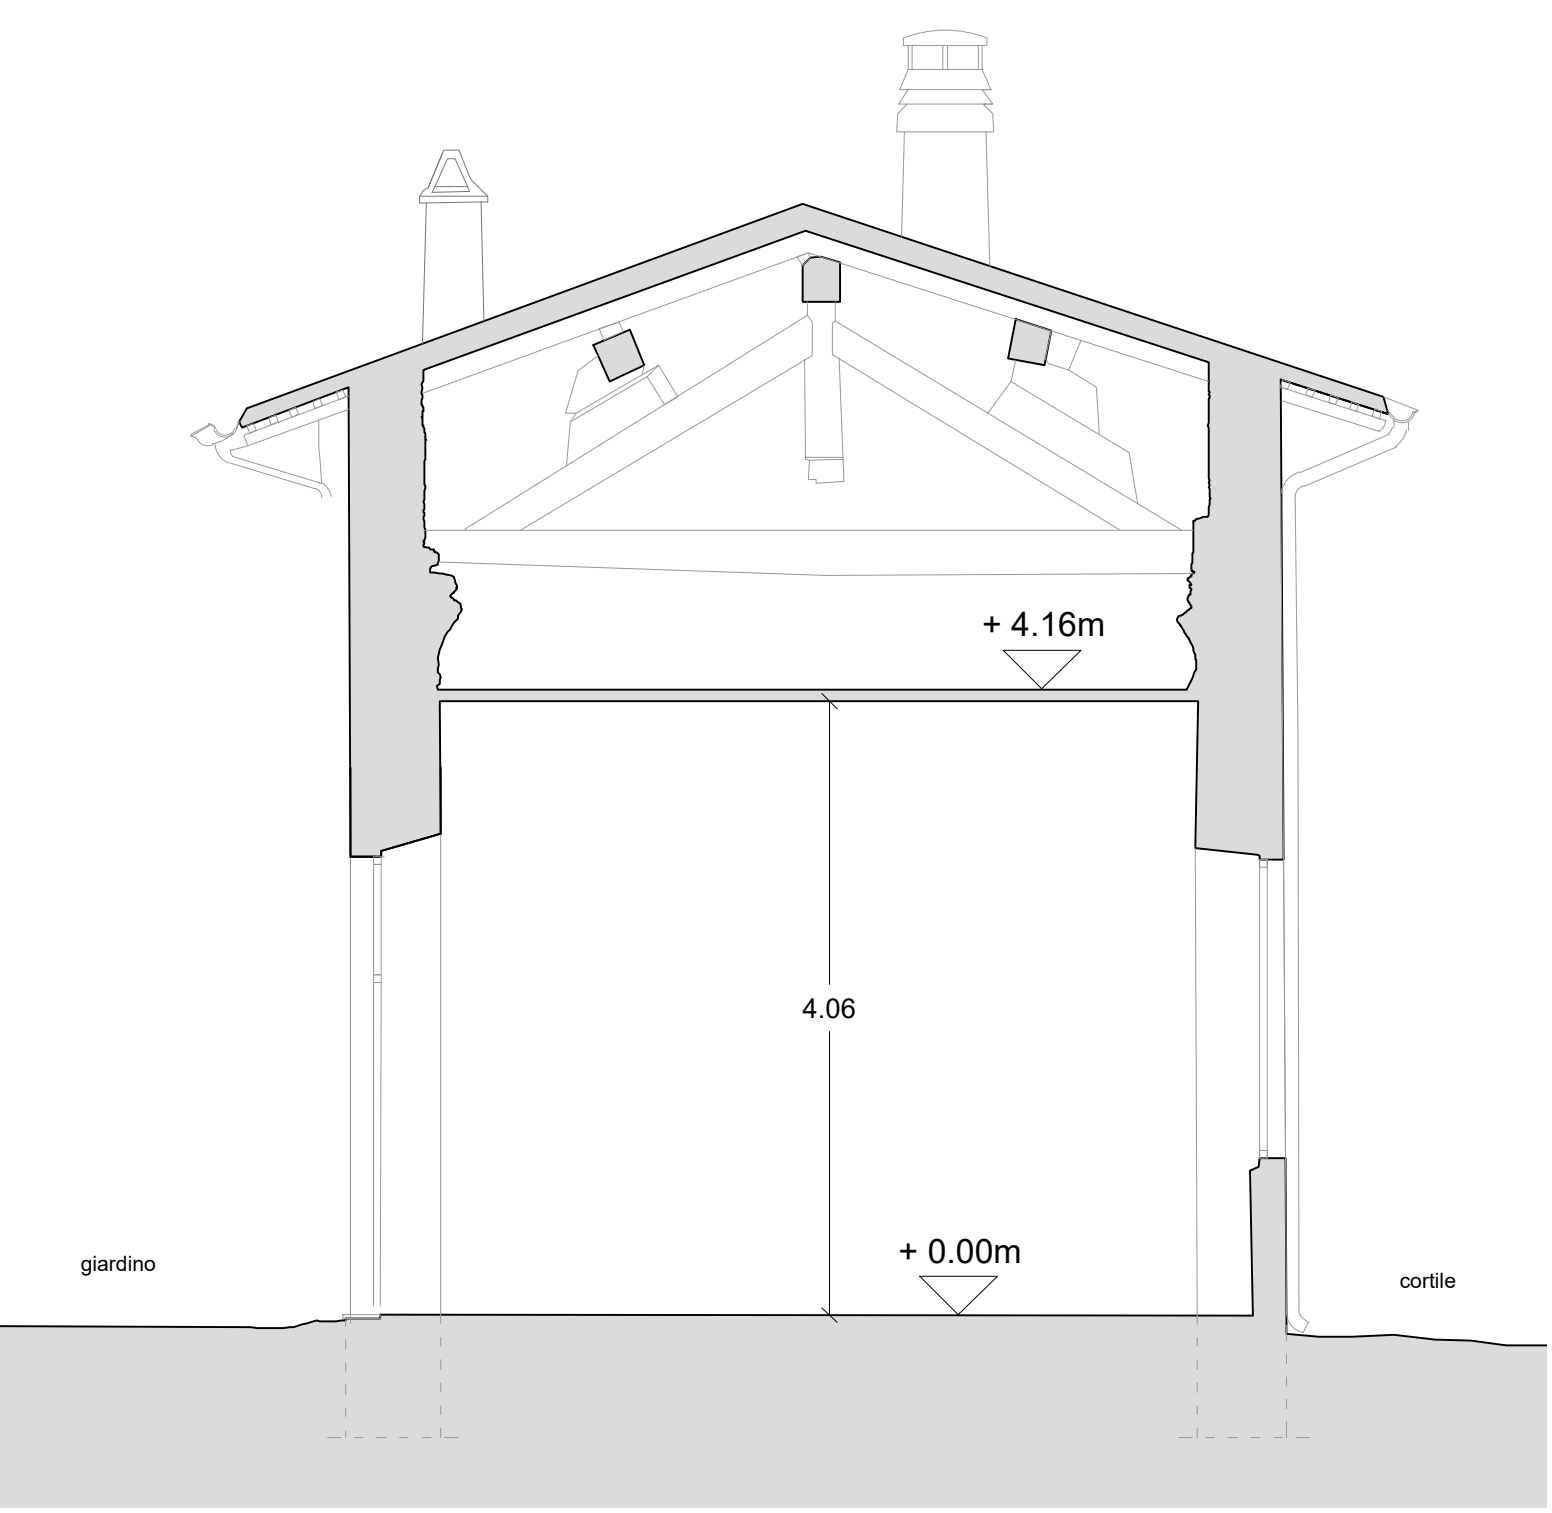 + 4.16m
4.06
+ 0.00m
giardino
cortile